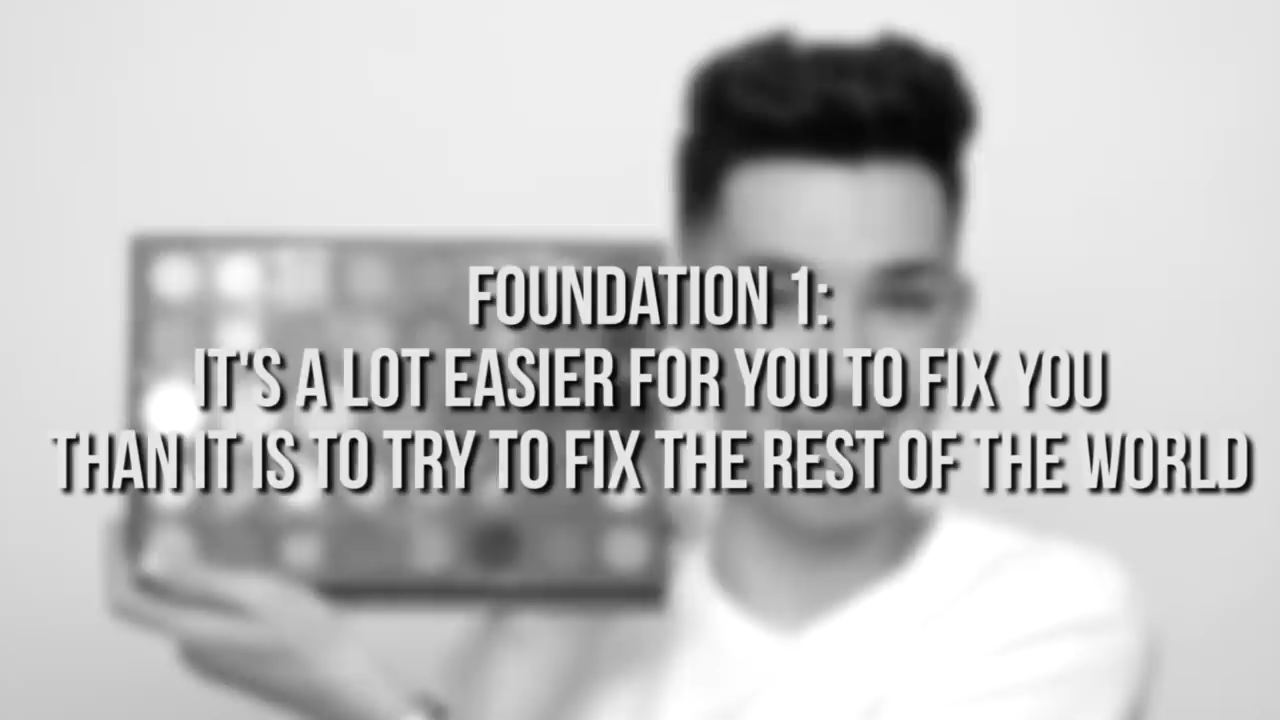 FOUNDATION 1:
IT'S A LOT EASIER FOR YOU TO FIX YOU
THAN IT IS TO TRY TO FIX THE REST OF THE WORLD